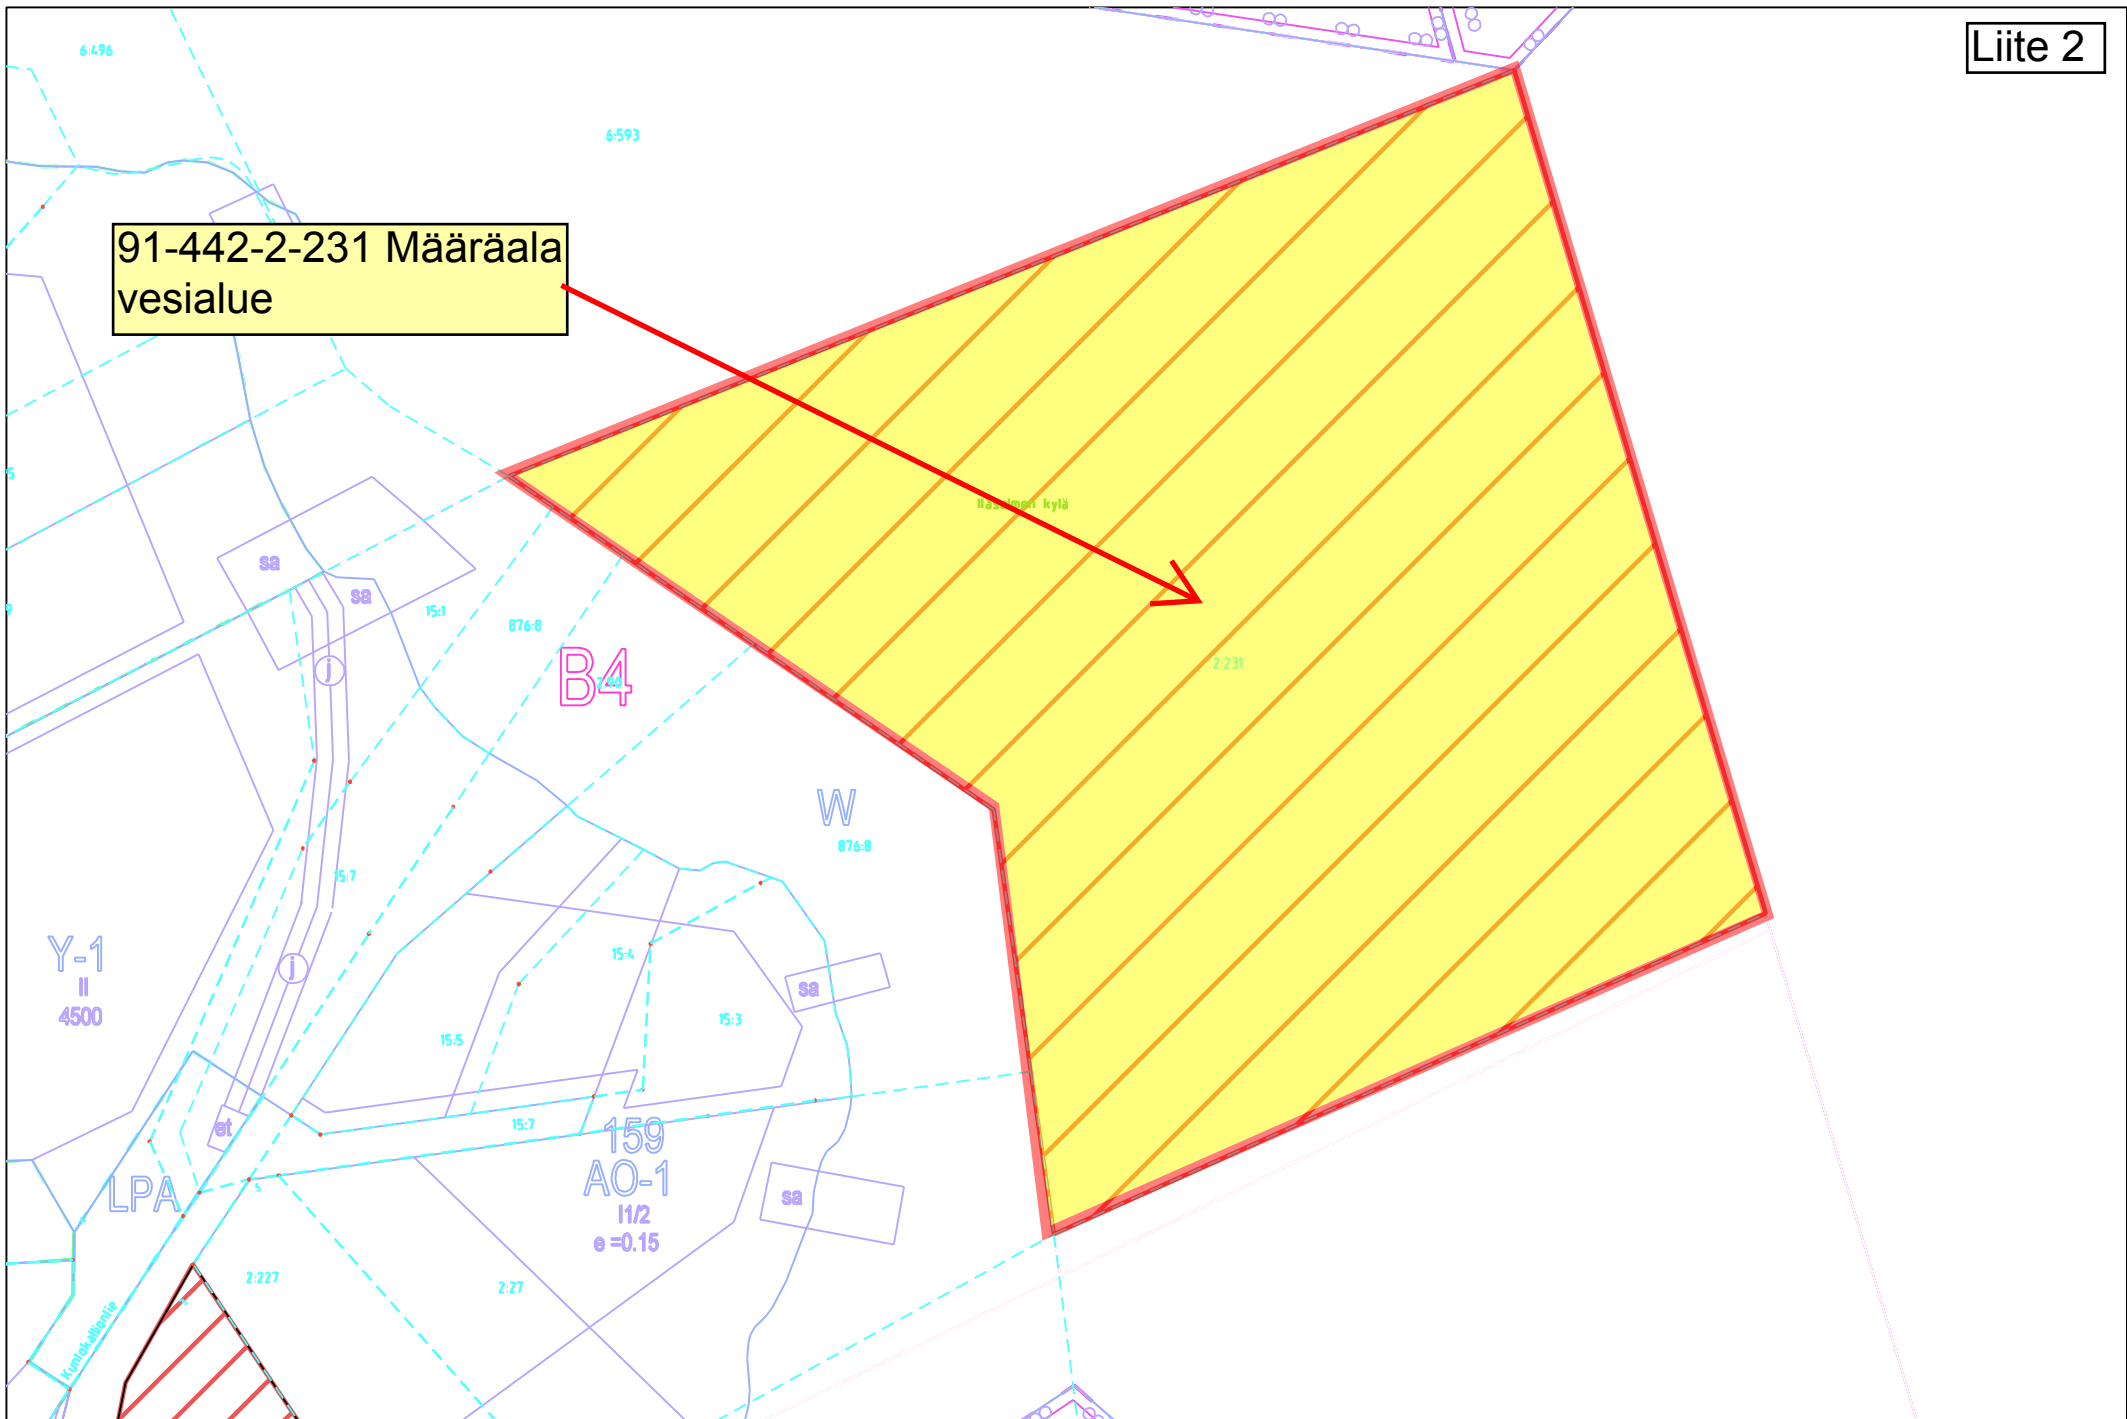 Liite 2
6:496
6:593
91-442-2-231 Määräala
vesialue
kylä
sa
sa
15:1
876:8
B4
2:231
j
W
876:8
15:7
Y-1
II
4500
15:4
sa
15:3
15:5
j
et
15:7
159
AO-1
I1/2
e =0.15
LPA
sa
5
2:227
2:27
Kuntokalliontie